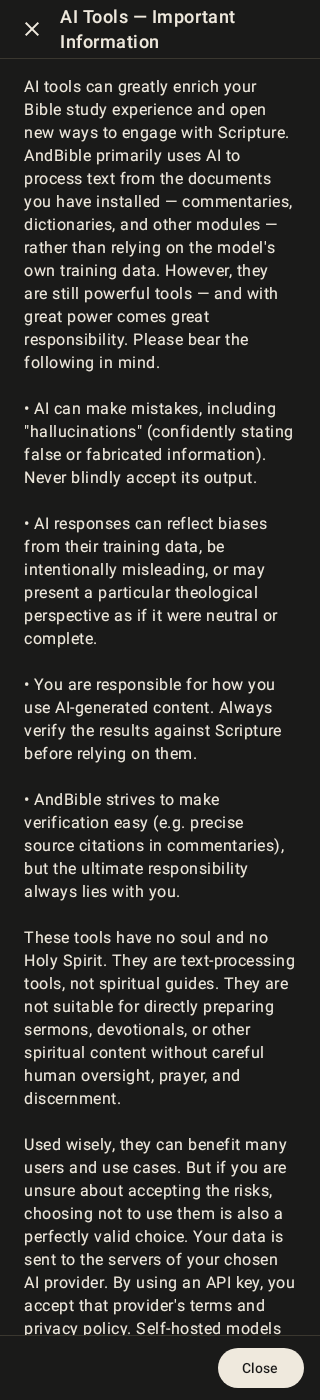 AI Tools — Important
Information
AI tools can greatly enrich your
Bible study experience and open
new ways to engage with Scripture.
AndBible primarily uses AI to
process text from the documents
you have installed — commentaries,
dictionaries, and other modules —
rather than relying on the model's
own training data. However, they
are still powerful tools — and with
great power comes great
responsibility. Please bear the
following in mind.
• AI can make mistakes, including
"hallucinations" (confidently stating
false or fabricated information).
Never blindly accept its output.
• AI responses can reflect biases
from their training data, be
intentionally misleading, or may
present a particular theological
perspective as if it were neutral or
complete.
• You are responsible for how you
use AI-generated content. Always
verify the results against Scripture
before relying on them.
• AndBible strives to make
verification easy (e.g. precise
source citations in commentaries),
but the ultimate responsibility
always lies with you.
These tools have no soul and no
Holy Spirit. They are text-processing
tools, not spiritual guides. They are
not suitable for directly preparing
sermons, devotionals, or other
spiritual content without careful
human oversight, prayer, and
discernment.
Used wisely, they can benefit many
users and use cases. But if you are
unsure about accepting the risks,
choosing not to use them is also a
perfectly valid choice. Your data is
sent to the servers of your chosen
AI provider. By using an API key, you
accept that provider's terms and
privacy policy. Self-hosted models
Close